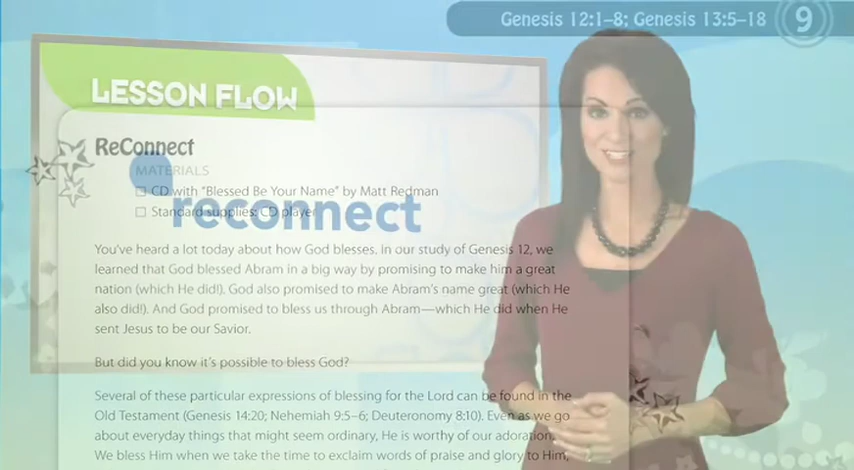 Genesis 12:1–8; Genesis 13:5–18 9
LESSON FLOW
ReConnect
MATERIALS
CD with “Blessed Be Your Name” by Matt Redman
Standard supplies: CD player
reconnect
You've heard a lot today about how God blesses. In our study of Genesis 12, we
learned that God blessed Abram in a big way by promising to make him a great
nation (which He did!). God also promised to make Abram's name great (which He
also did!). And God promised to bless us through Abram—which He did when He
sent Jesus to be our Savior.
But did you know it's possible to bless God?
Several of these particular expressions of blessing for the Lord can be found in the
Old Testament (Genesis 14:20; Nehemiah 9:5–6; Deuteronomy 8:10). Even as we go
about everyday things that might seem ordinary, He is worthy of our adoration.
We bless Him when we take the time to exclaim words of praise and glory to Him,